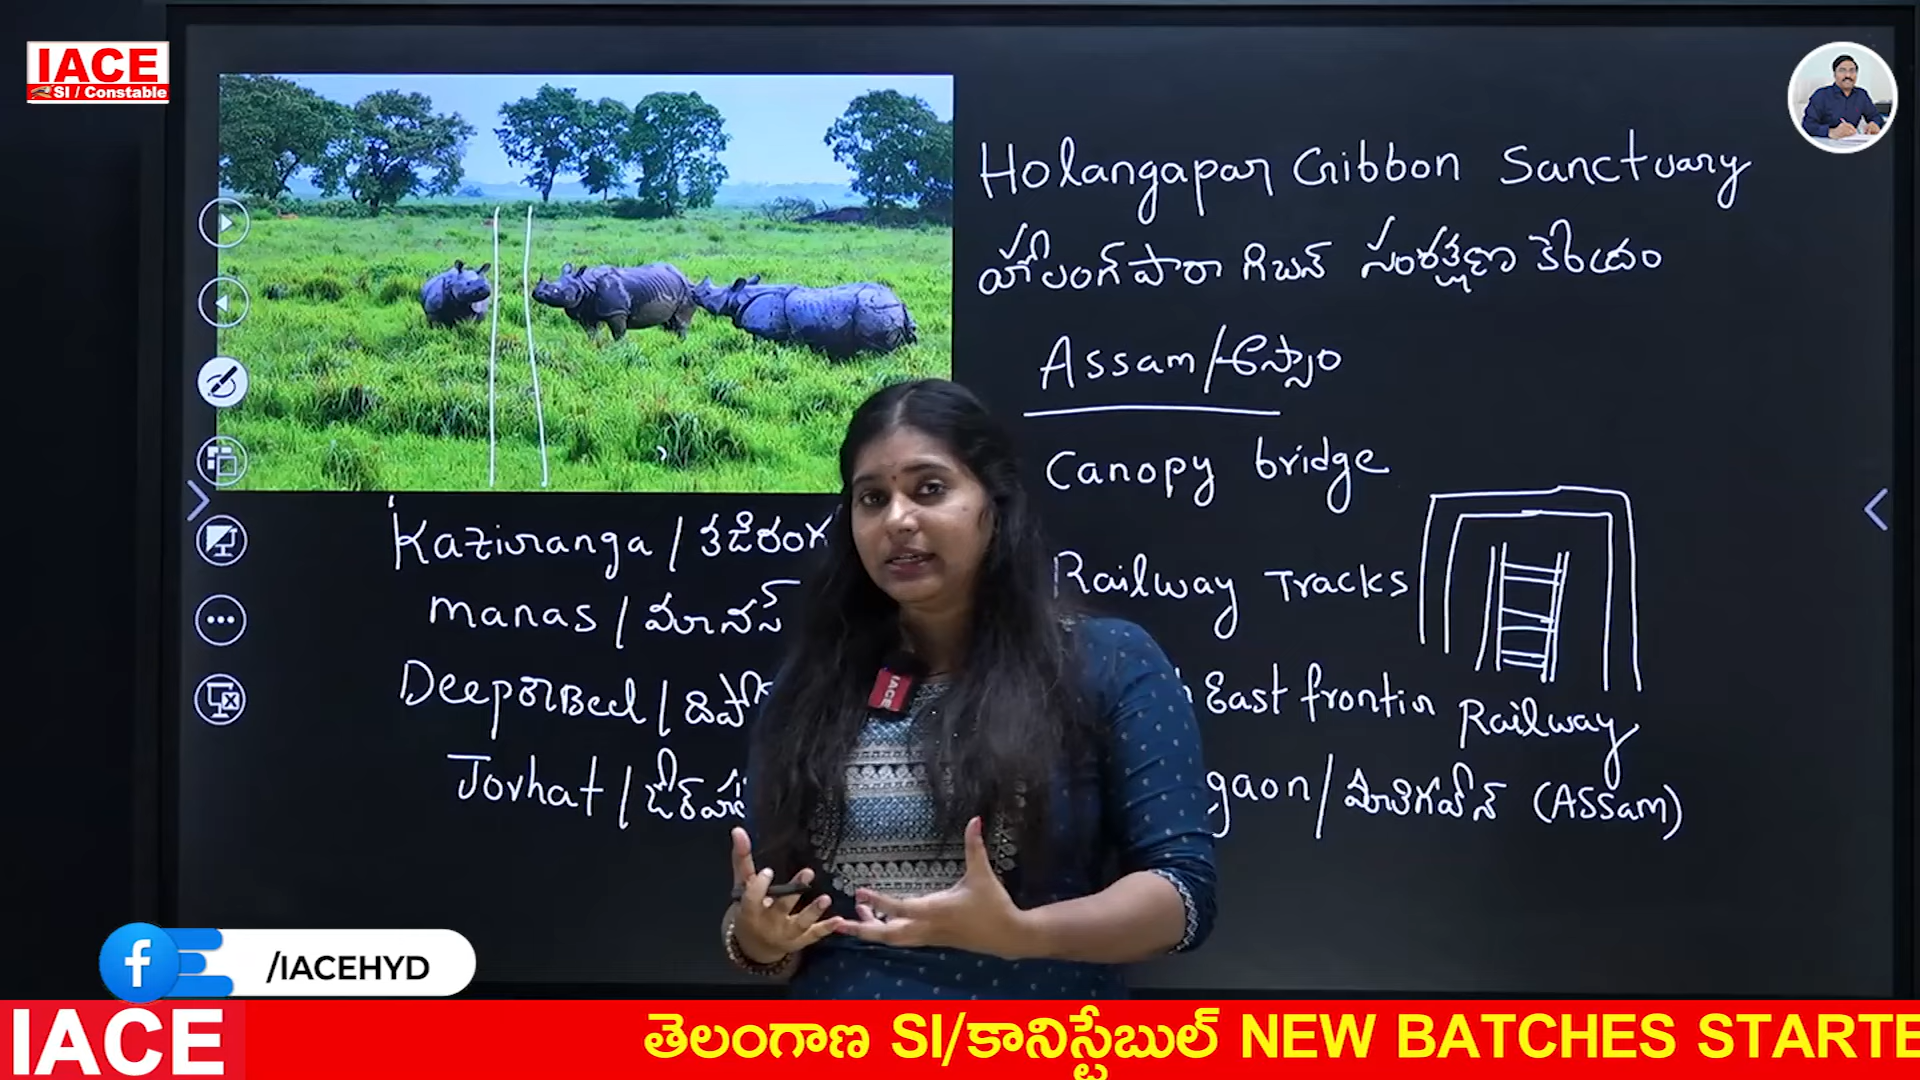 IACE
SI / Constable
Holangapar Gibbon Sanctuary
హోలంగ్ పారా గిబన్ సంరక్షణా కేంద్రం
Assam/అస్సాం
Canopy bridge
Kaziranga / కజిరంగ
Railway Tracks
manas / మానస్
DeeporBeel / దీపో
East frontier Railway
Jorhat / జోర్హ
gaon / మాలిగావ్ (Assam)
IACE
/IACEHYD
IACE
తెలంగాణ SI/కానిస్టేబుల్ NEW BATCHES STARTE